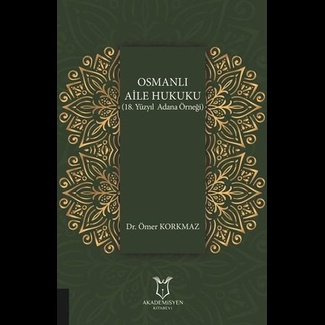 OSMANLI
AİLE HUKUKU
(18. Yüzyıl Adana Örneği)
Dr. Ömer KORKMAZ
AKADEMİSYEN
KİTABEVİ